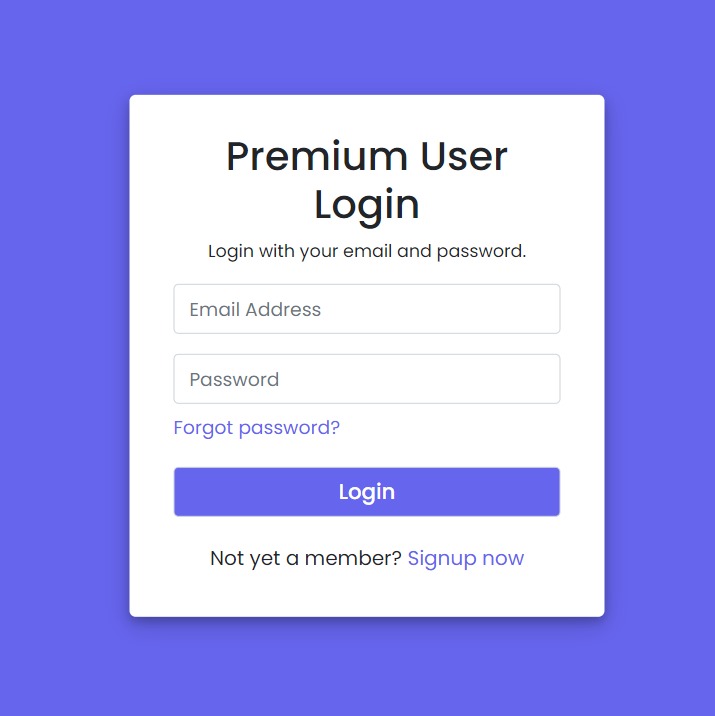 Premium User
Login
Login with your email and password.
Email Address
Password
Forgot password?
Login
Not yet a member? Signup now